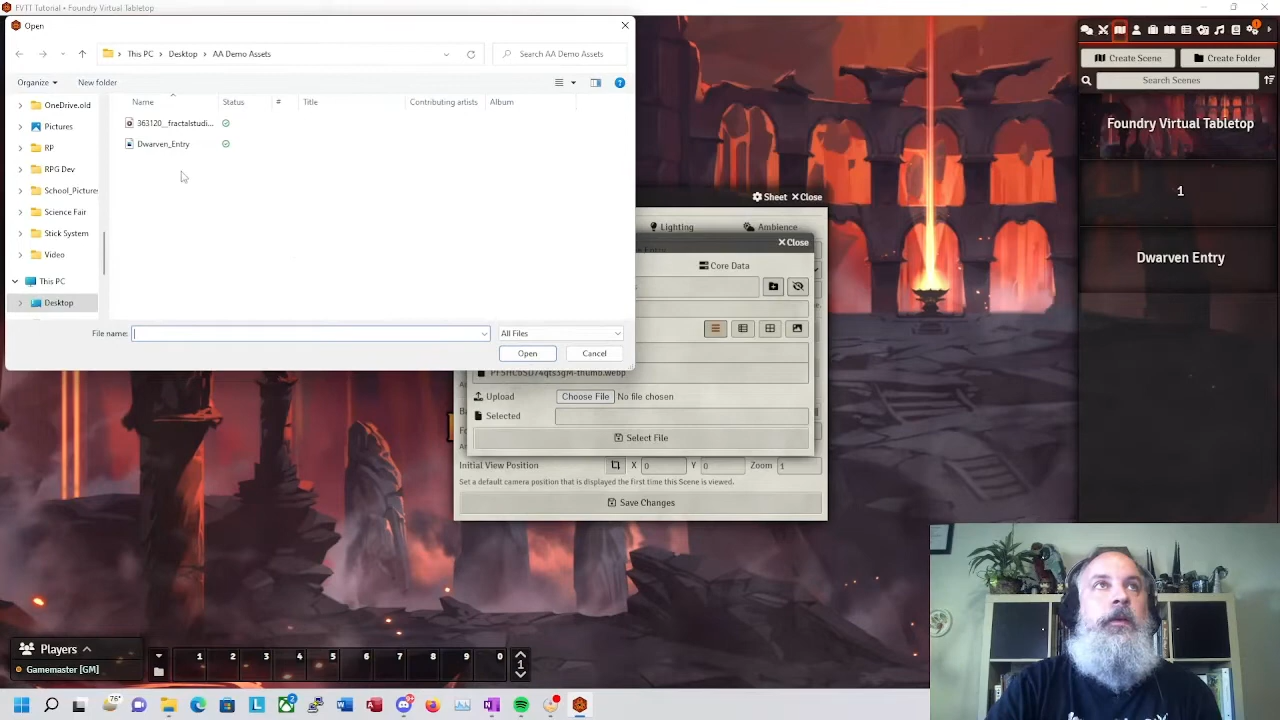 FVTT Tutorial • Foundry Virtual Tabletop
Open
This PC > Desktop > AA Demo Assets
Search AA Demo Assets
Organize
New folder
Name
Status
#
Title
Contributing artists
Album
OneDrive.old
Pictures
RP
RPG Dev
School_Pictures
Science Fair
Stick System
Video
This PC
Desktop
363120__fractalstudi...
Dwarven_Entry
File name:
All Files
Open
Cancel
Sheet
Close
Lighting
Ambience
Close
Core Data
Upload
Choose File No file chosen
Selected
Select File
Initial View Position
X 0
Y 0
Zoom 1
Set a default camera position that is displayed the first time this Scene is viewed.
Save Changes
Create Scene
Create Folder
Search Scenes
Foundry Virtual Tabletop
1
Dwarven Entry
Players
Gamemaster [GM]
1 2 3 4 5 6 7 8 9 0
1
76°